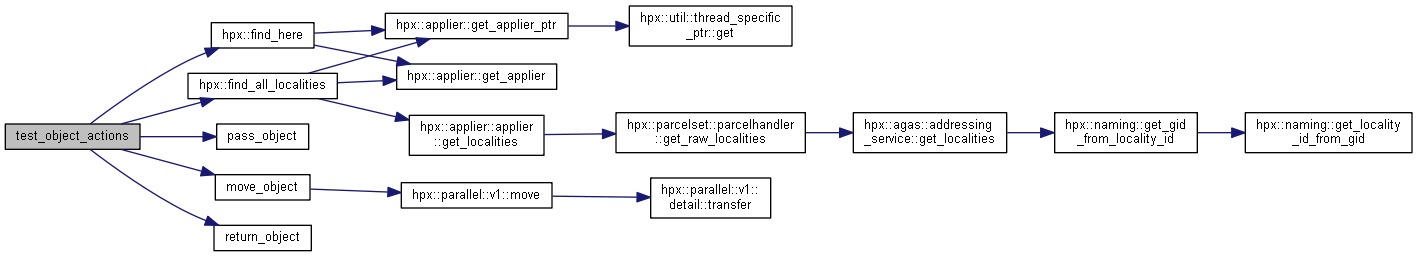 test_object_actions
hpx::find_here
hpx::find_all_localities
pass_object
move_object
return_object
hpx::applier::get_applier_ptr
hpx::applier::get_applier
hpx::applier::applier
::get_localities
hpx::parallel::v1::move
hpx::util::thread_specific
_ptr::get
hpx::parcelset::parcelhandler
::get_raw_localities
hpx::parallel::v1::
detail::transfer
hpx::agas::addressing
_service::get_localities
hpx::naming::get_gid
_from_locality_id
hpx::naming::get_locality
_id_from_gid